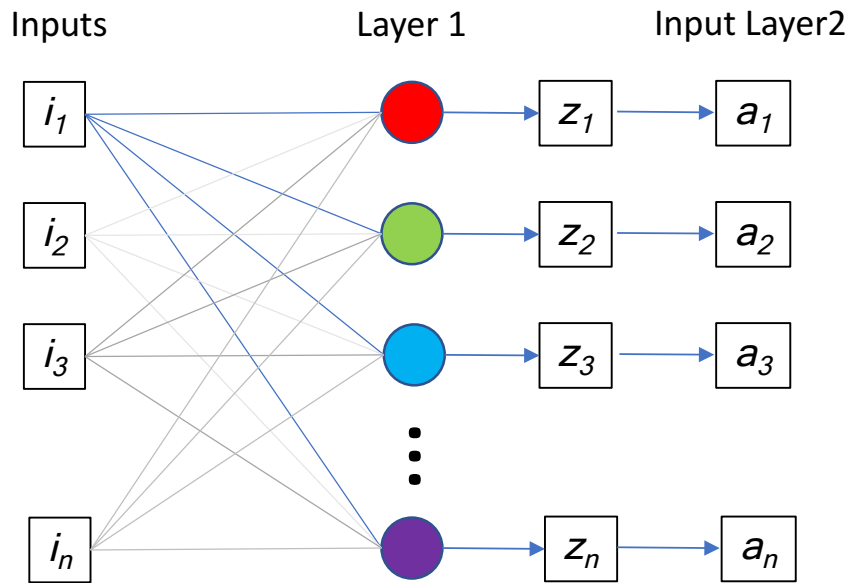 Inputs Layer 1 Input Layer2
i1 z1 a1
i2 z2 a2
i3 z3 a3
in zn an